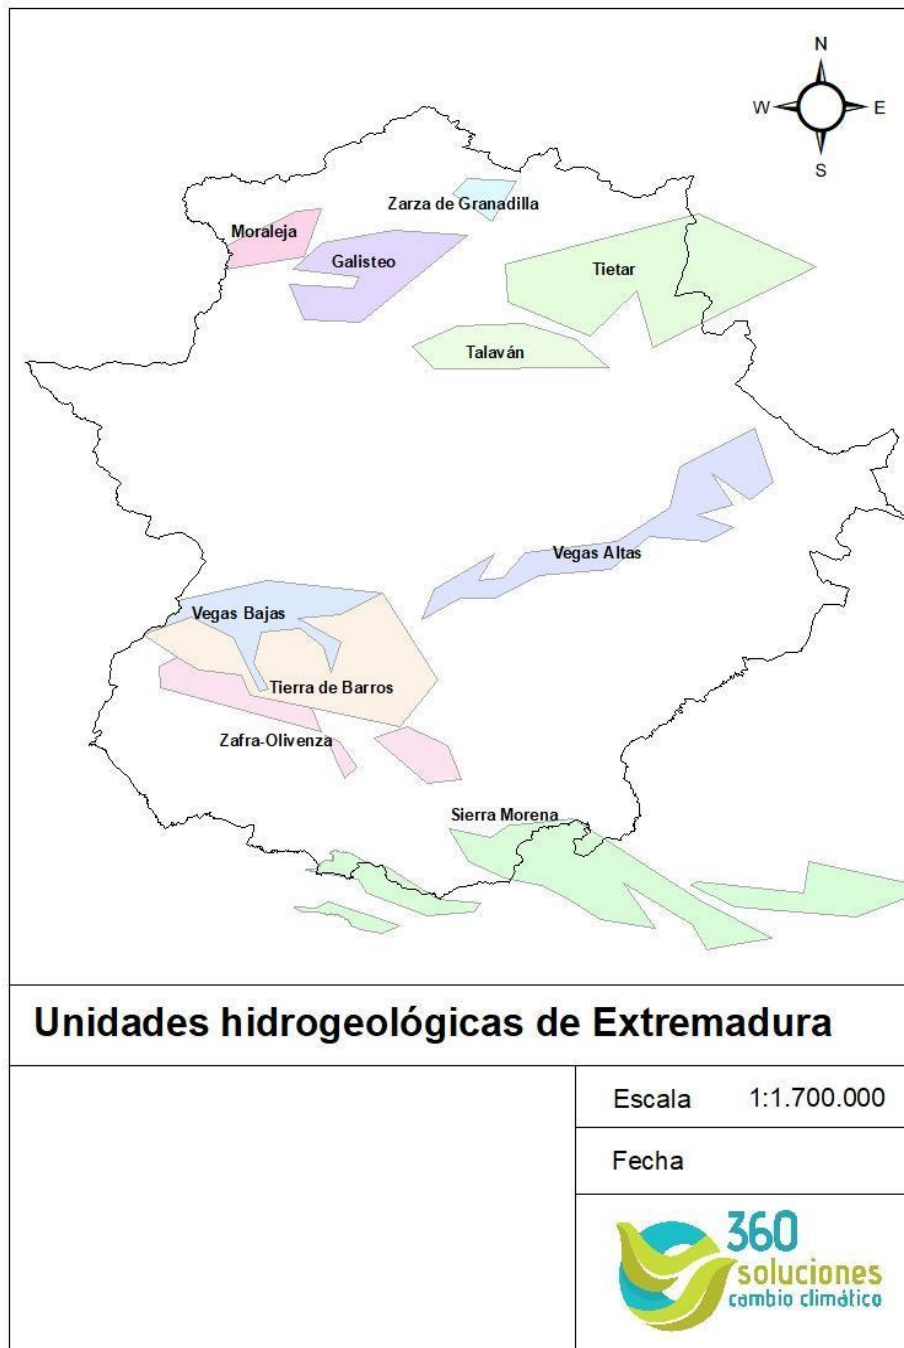 N
W
E
S
Zarza de Granadilla
Moraleja
Galisteo
Tietar
Talaván
Vegas Altas
Vegas Bajas
Tierra de Barros
Zafra-Olivenza
Sierra Morena
Unidades hidrogeológicas de Extremadura
Escala 1:1.700.000
Fecha
360
soluciones
cambio climático